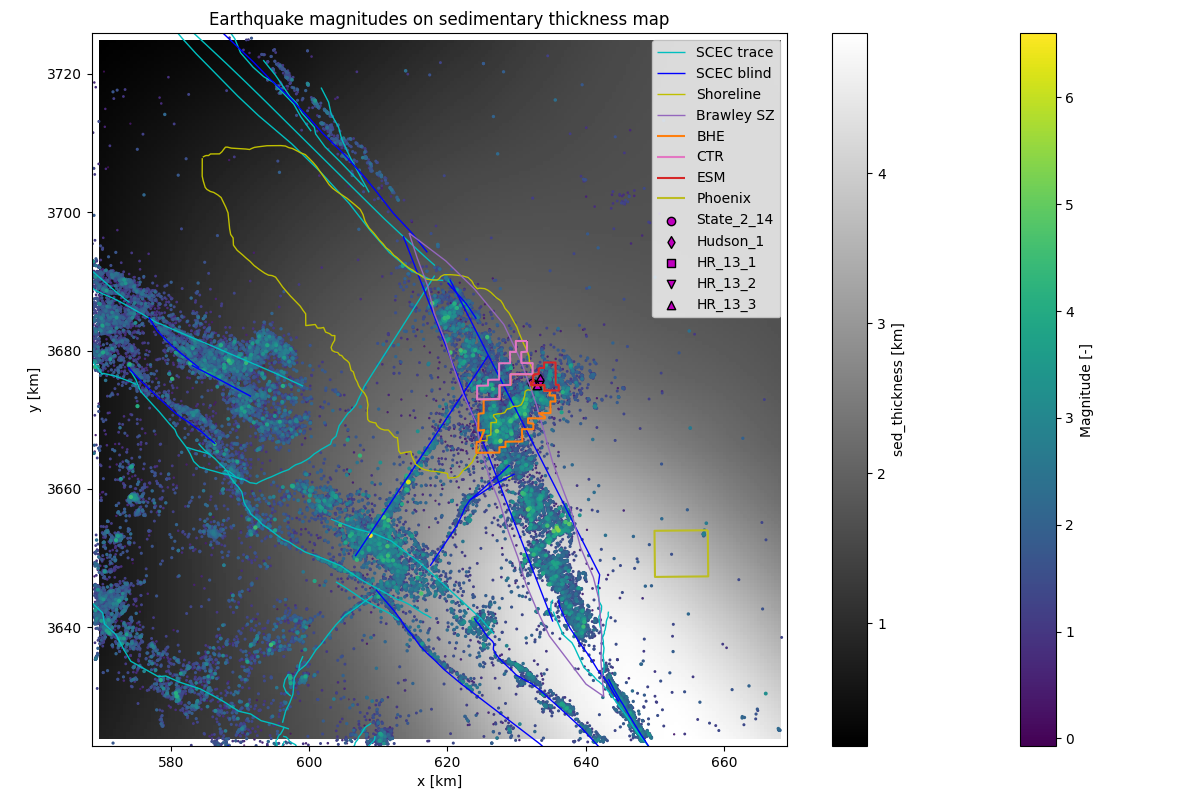 Earthquake magnitudes on sedimentary thickness map
SCEC trace
SCEC blind
Shoreline
Brawley SZ
BHE
CTR
ESM
Phoenix
State_2_14
Hudson_1
HR_13_1
HR_13_2
HR_13_3
3720
3700
3680
3660
3640
y [km]
580
600
620
640
660
x [km]
4
3
2
1
sed_thickness [km]
6
5
4
3
2
1
0
Magnitude [-]